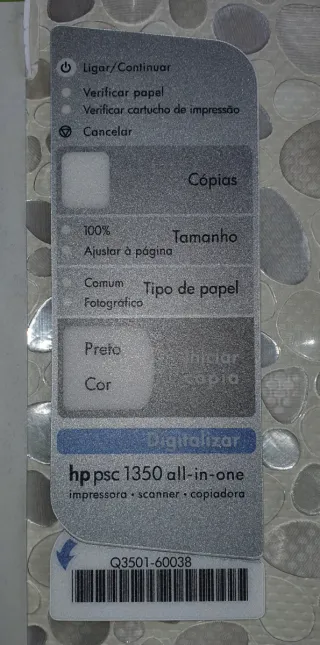 Ligar/Continuar
Verificar papel
Verificar cartucho de impressão
Cancelar
Cópias
100%
Ajustar à página
Tamanho
Comum
Fotográfico
Tipo de papel
Preto
Cor
Iniciar
cópia
Digitalizar
hp psc 1350 all-in-one
impressora • scanner • copiadora
Q3501-60038